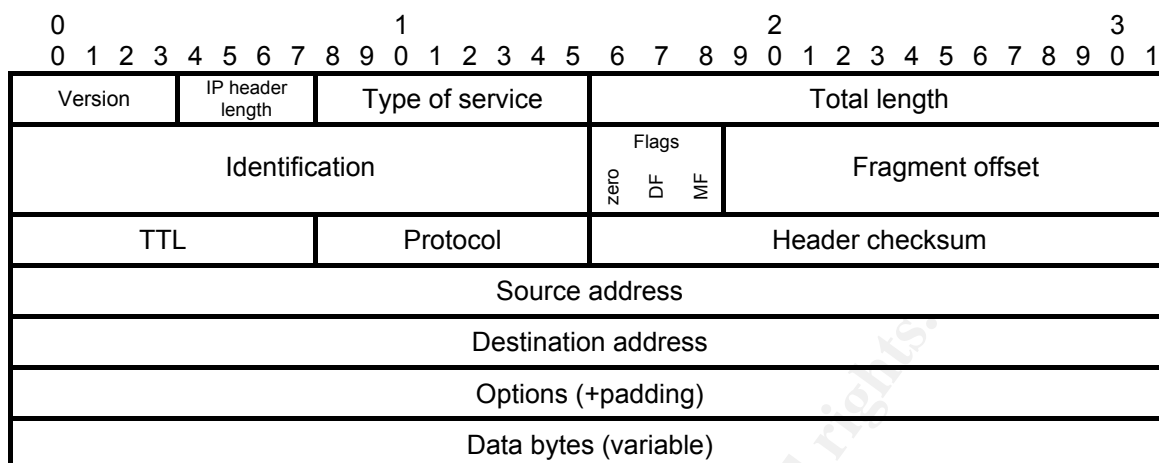 0 1 2 3
0 1 2 3 4 5 6 7 8 9 0 1 2 3 4 5 6 7 8 9 0 1 2 3 4 5 6 7 8 9 0 1
Version IP header length Type of service Total length
Identification Flags zero DF MF Fragment offset
TTL Protocol Header checksum
Source address
Destination address
Options (+padding)
Data bytes (variable)
rights.